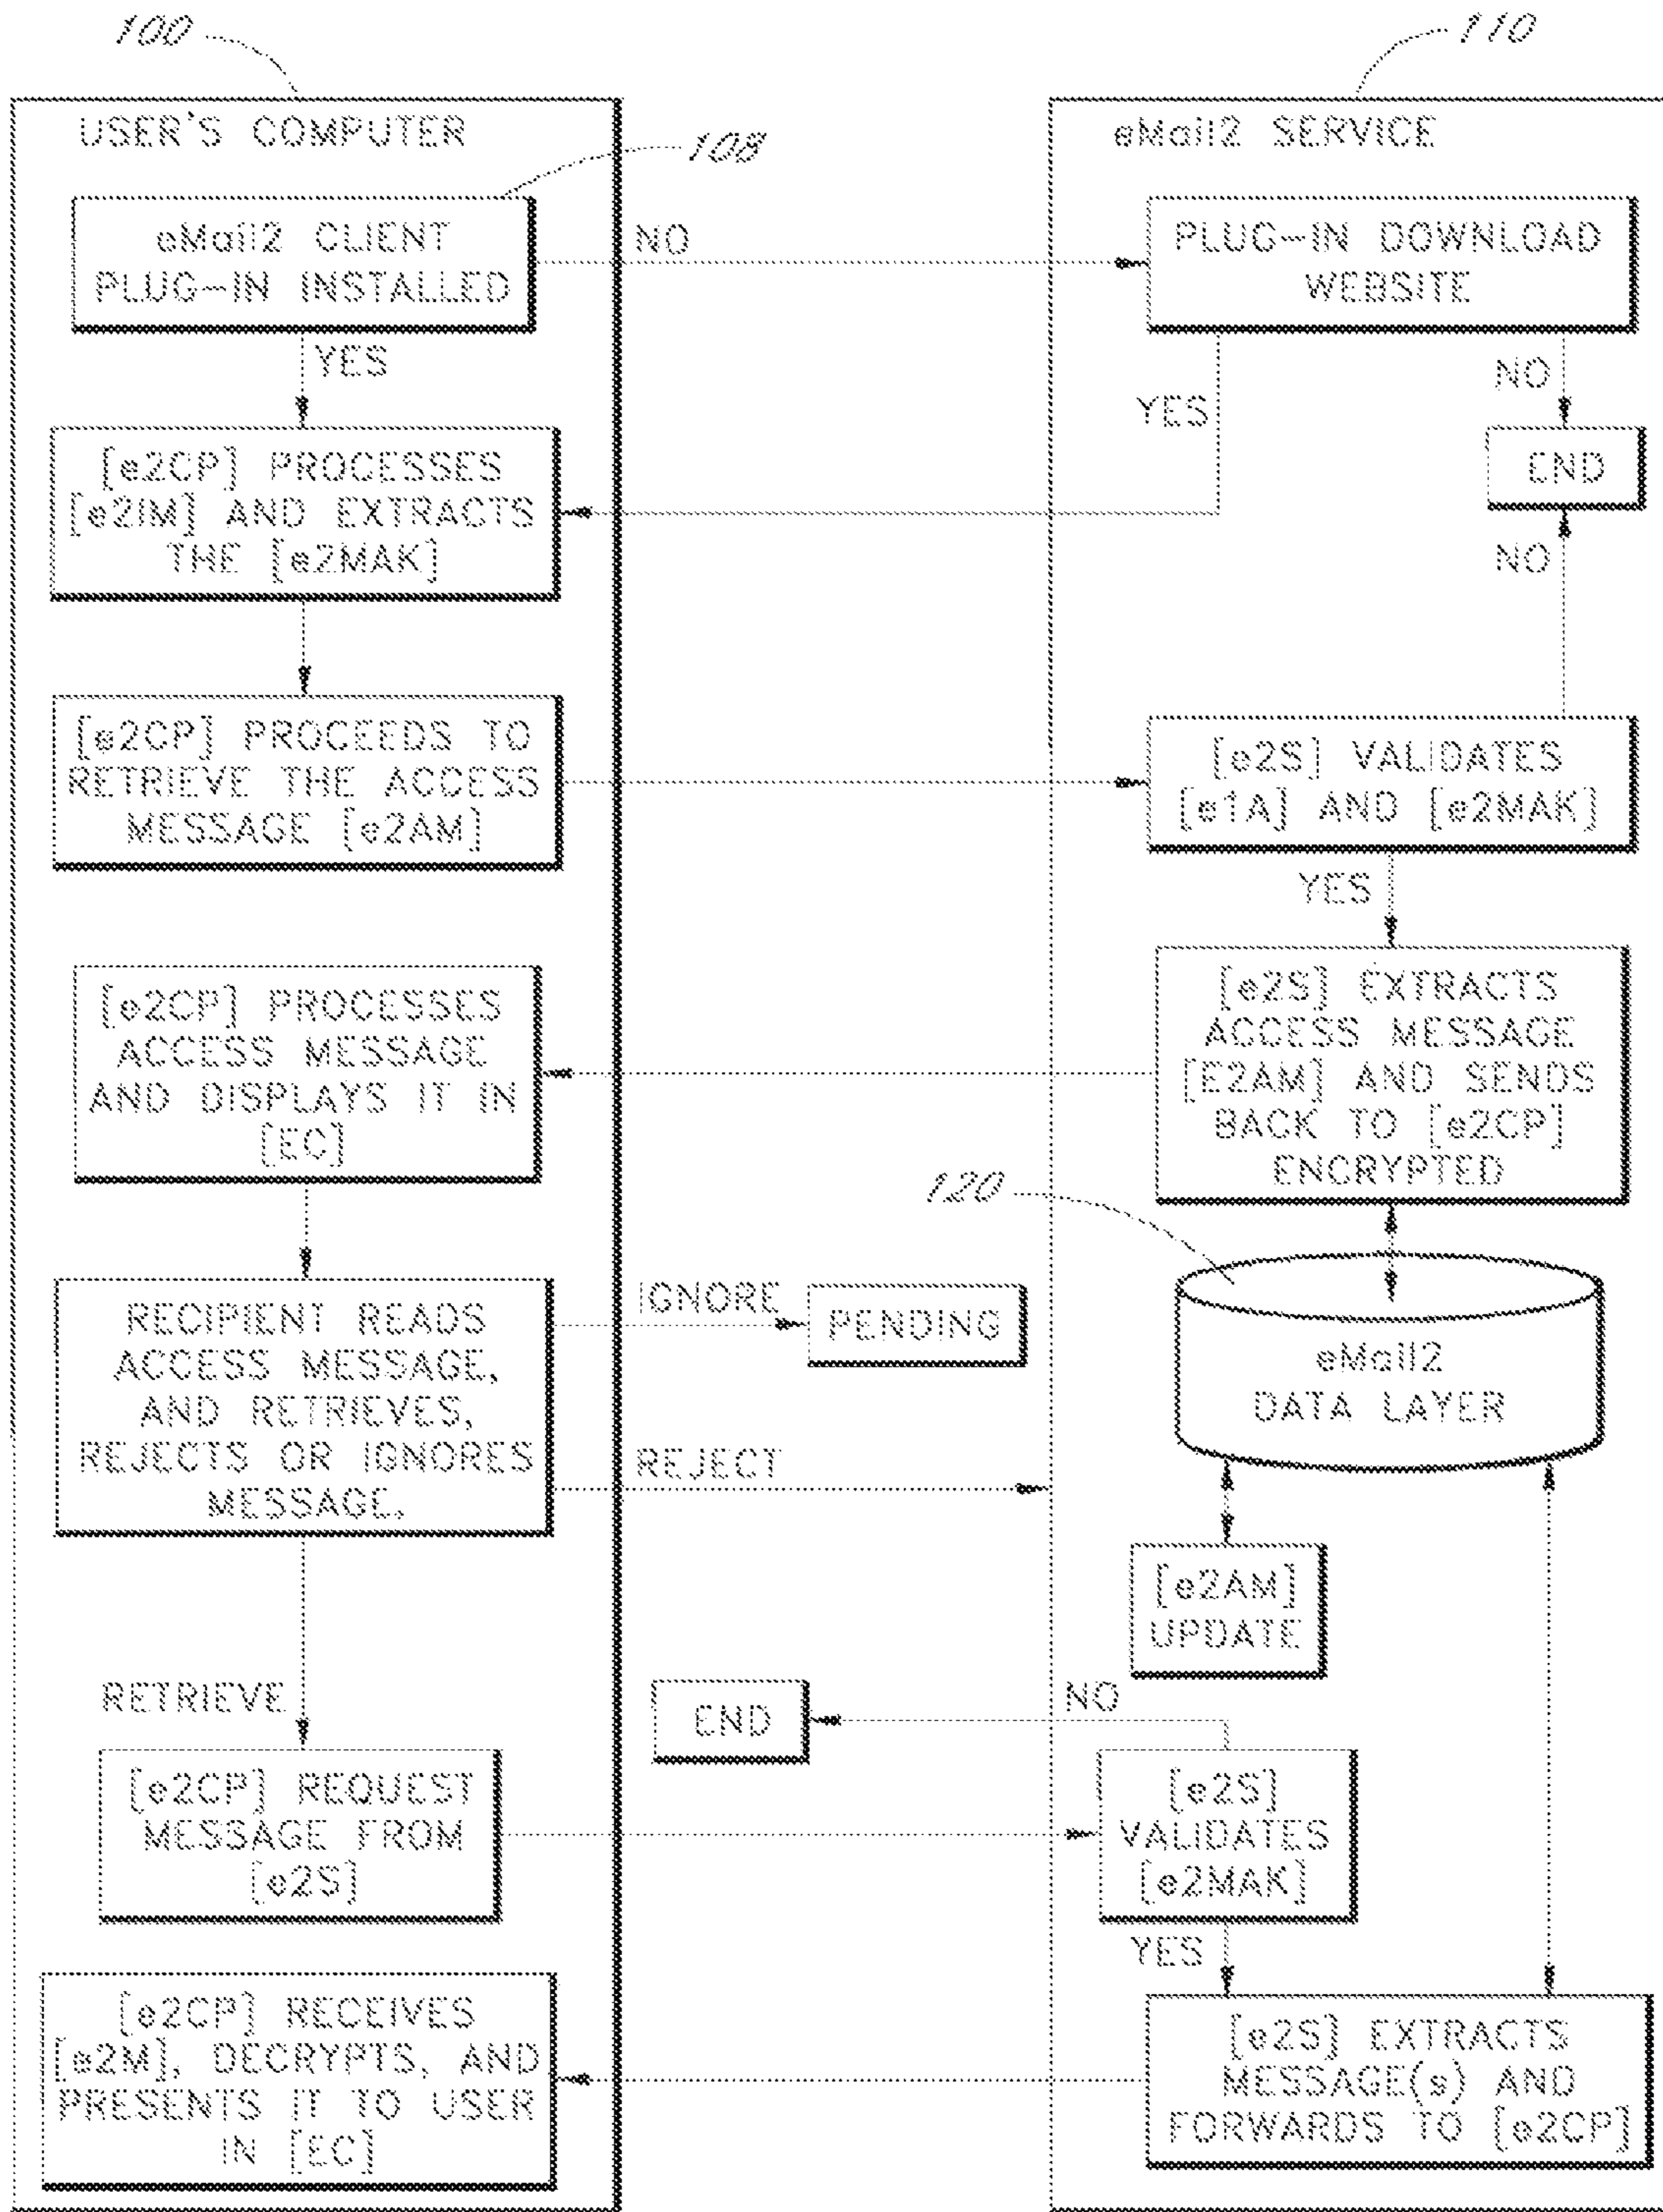 100
110
USER'S COMPUTER
108
eMail2 SERVICE
eMail2 CLIENT
PLUG-IN INSTALLED
NO
PLUG-IN DOWNLOAD
WEBSITE
YES
YES
NO
END
[e2CP] PROCESSES
[e2IM] AND EXTRACTS
THE [e2MAK]
NO
[e2CP] PROCEEDS TO
RETRIEVE THE ACCESS
MESSAGE [e2AM]
[e2S] VALIDATES
[e1A] AND [e2MAK]
YES
[e2CP] PROCESSES
ACCESS MESSAGE
AND DISPLAYS IT IN
[EC]
[e2S] EXTRACTS
ACCESS MESSAGE
[E2AM] AND SENDS
BACK TO [e2CP]
ENCRYPTED
120
RECIPIENT READS
ACCESS MESSAGE,
AND RETRIEVES,
REJECTS OR IGNORES
MESSAGE.
IGNORE
PENDING
REJECT
eMail2
DATA LAYER
[e2AM]
UPDATE
RETRIEVE
END
NO
[e2CP] REQUEST
MESSAGE FROM
[e2S]
[e2S]
VALIDATES
[e2MAK]
YES
[e2CP] RECEIVES
[e2M], DECRYPTS, AND
PRESENTS IT TO USER
IN [EC]
[e2S] EXTRACTS
MESSAGE(s) AND
FORWARDS TO [e2CP]